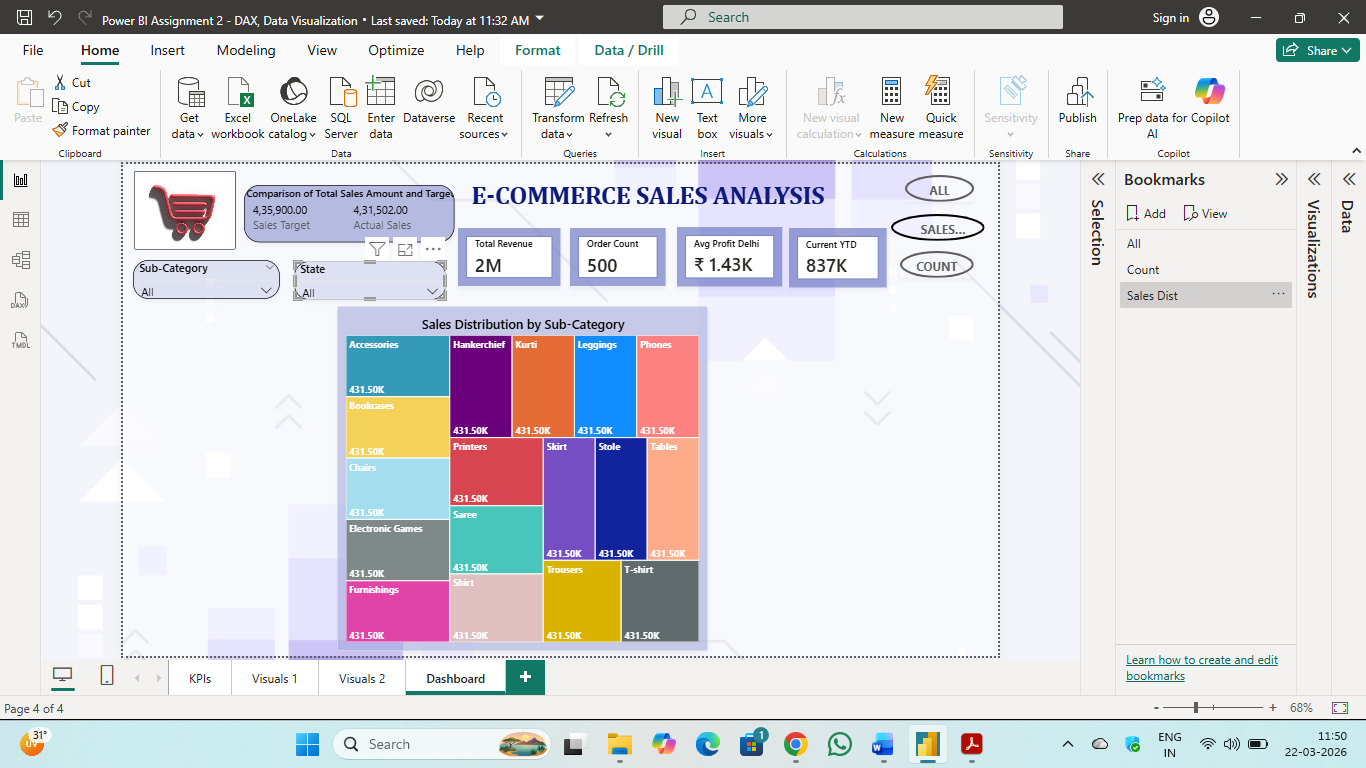 Power BI Assignment 2 - DAX, Data Visualization • Last saved: Today at 11:32 AM
Search
Sign in
File
Home
Insert
Modeling
View
Optimize
Help
Format
Data / Drill
Share
Paste
Cut
Copy
Format painter
Get data
Excel workbook
OneLake catalog
SQL Server
Enter data
Dataverse
Recent sources
Transform data
Refresh
New visual
Text box
More visuals
New visual calculation
New measure
Quick measure
Sensitivity
Publish
Prep data for AI
Copilot
Clipboard
Data
Queries
Insert
Calculations
Sensitivity
Share
Copilot
Comparison of Total Sales Amount and Targe
4,35,900.00
4,31,502.00
Sales Target
Actual Sales
E-COMMERCE SALES ANALYSIS
ALL
SALES...
COUNT
Total Revenue
2M
Order Count
500
Avg Profit Delhi
₹ 1.43K
Current YTD
837K
Sub-Category
All
State
All
Sales Distribution by Sub-Category
Accessories
431.50K
Bookcases
431.50K
Chairs
431.50K
Electronic Games
431.50K
Furnishings
431.50K
Hankerchief
431.50K
Kurti
431.50K
Leggings
431.50K
Phones
431.50K
Printers
431.50K
Saree
431.50K
Shirt
431.50K
Skirt
431.50K
Stole
431.50K
Tables
431.50K
Trousers
431.50K
T-shirt
431.50K
DAX
TMDL
Selection
Bookmarks
Add
View
All
Count
Sales Dist
Learn how to create and edit bookmarks
Visualizations
Data
KPIs
Visuals 1
Visuals 2
Dashboard
Page 4 of 4
68%
31°
UV
Search
1
ENG
IN
11:50
22-03-2026